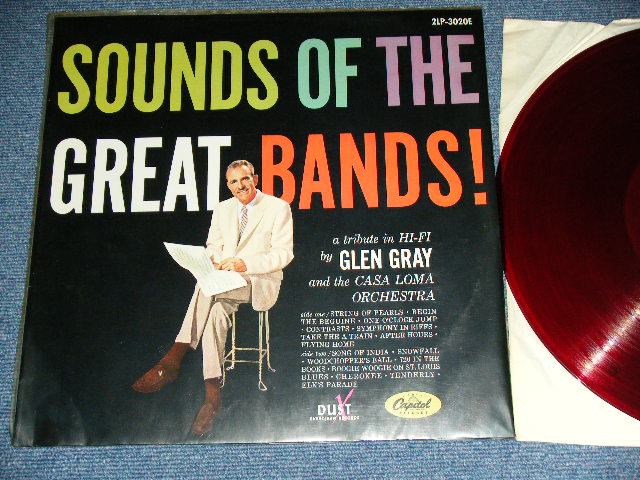 2LP-3020E
SOUNDS OF THE
GREAT BANDS!
a tribute in HI-FI
by GLEN GRAY
and the CASA LOMA
ORCHESTRA
side one/STRING OF PEARLS · BEGIN
THE BEGUINE · ONE O'CLOCK JUMP
· CONTRASTS · SYMPHONY IN RIFFS ·
TAKE THE A TRAIN · AFTER HOURS ·
FLYING HOME
side two/SONG OF INDIA · SNOWFALL
· WOODCHOPPER'S BALL · 720 IN THE
BOOKS · BOOGIE WOOGIE ON ST. LOUIS
BLUES · CHEROKEE · TENDERLY ·
ELK'S PARADE
DUST
Capitol
RECORDS